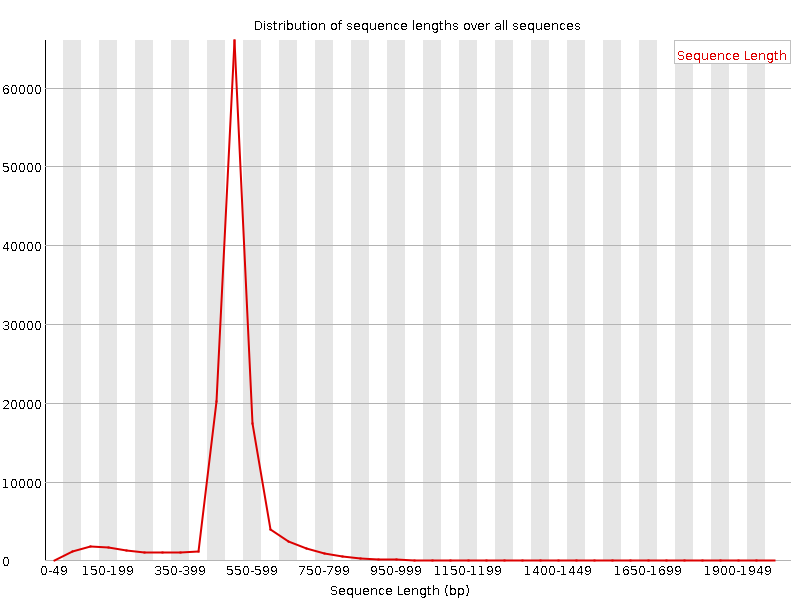 Distribution of sequence lengths over all sequences
Sequence Length
60000
50000
40000
30000
20000
10000
0
0-49 150-199 350-399 550-599 750-799 950-999 1150-1199 1400-1449 1650-1699 1900-1949
Sequence Length (bp)